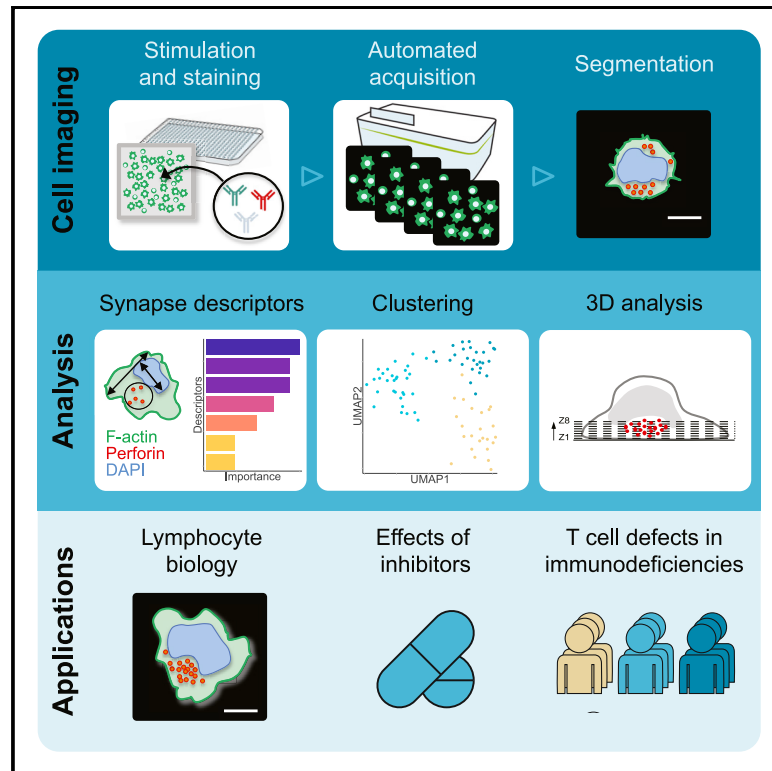 Cell imaging
Stimulation
and staining
Automated
acquisition
Segmentation
Analysis
Synapse descriptors
Clustering
3D analysis
F-actin
Perforin
DAPI
Descriptors
Importance
UMAP2
UMAP1
Z8
Z1
Applications
Lymphocyte
biology
Effects of
inhibitors
T cell defects in
immunodeficiencies